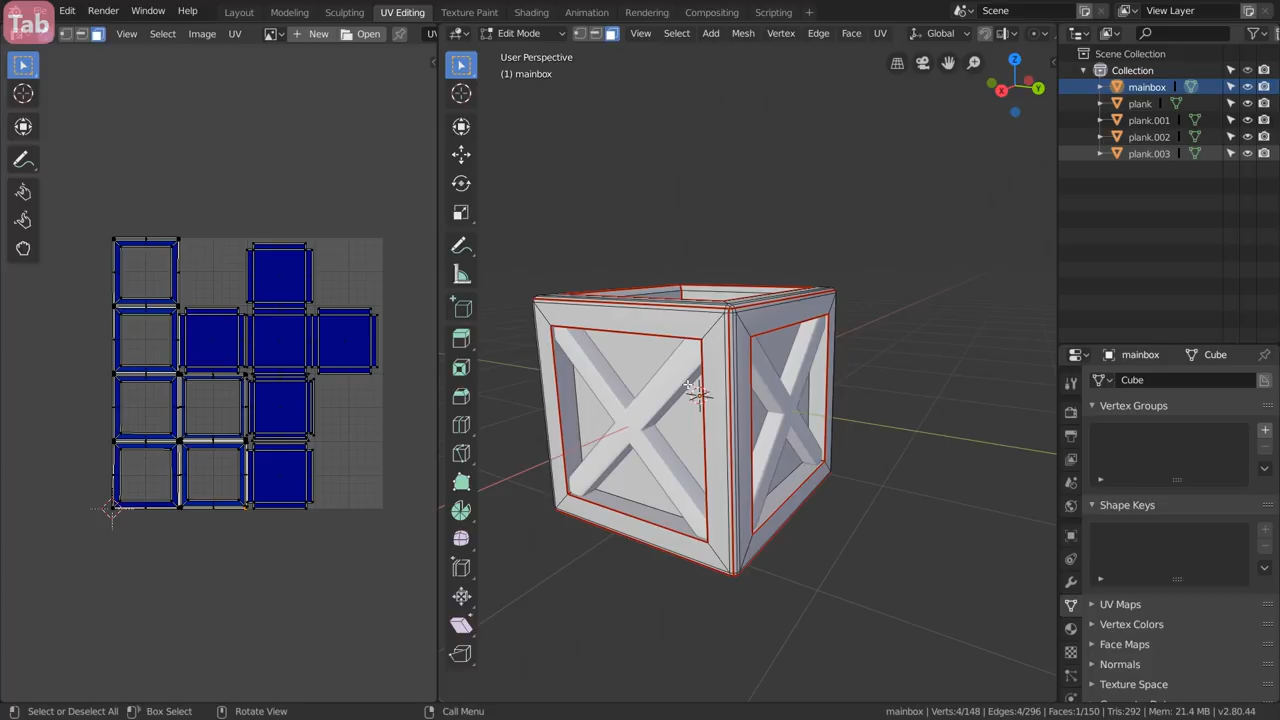 Tab
Edit Render Window Help Layout Modeling Sculpting UV Editing Texture Paint Shading Animation Rendering Compositing Scripting + Scene View Layer
View Select Image UV New Open UV
Edit Mode View Select Add Mesh Vertex Edge Face UV Global
User Perspective
(1) mainbox
Z
Y
X
Scene Collection
Collection
mainbox
plank
plank.001
plank.002
plank.003
mainbox Cube
Cube
Vertex Groups
Shape Keys
UV Maps
Vertex Colors
Face Maps
Normals
Texture Space
Select or Deselect All Box Select Rotate View Call Menu mainbox | Verts:4/148 | Edges:4/296 | Faces:1/150 | Tris:292 | Mem: 21.4 MB | v2.80.44